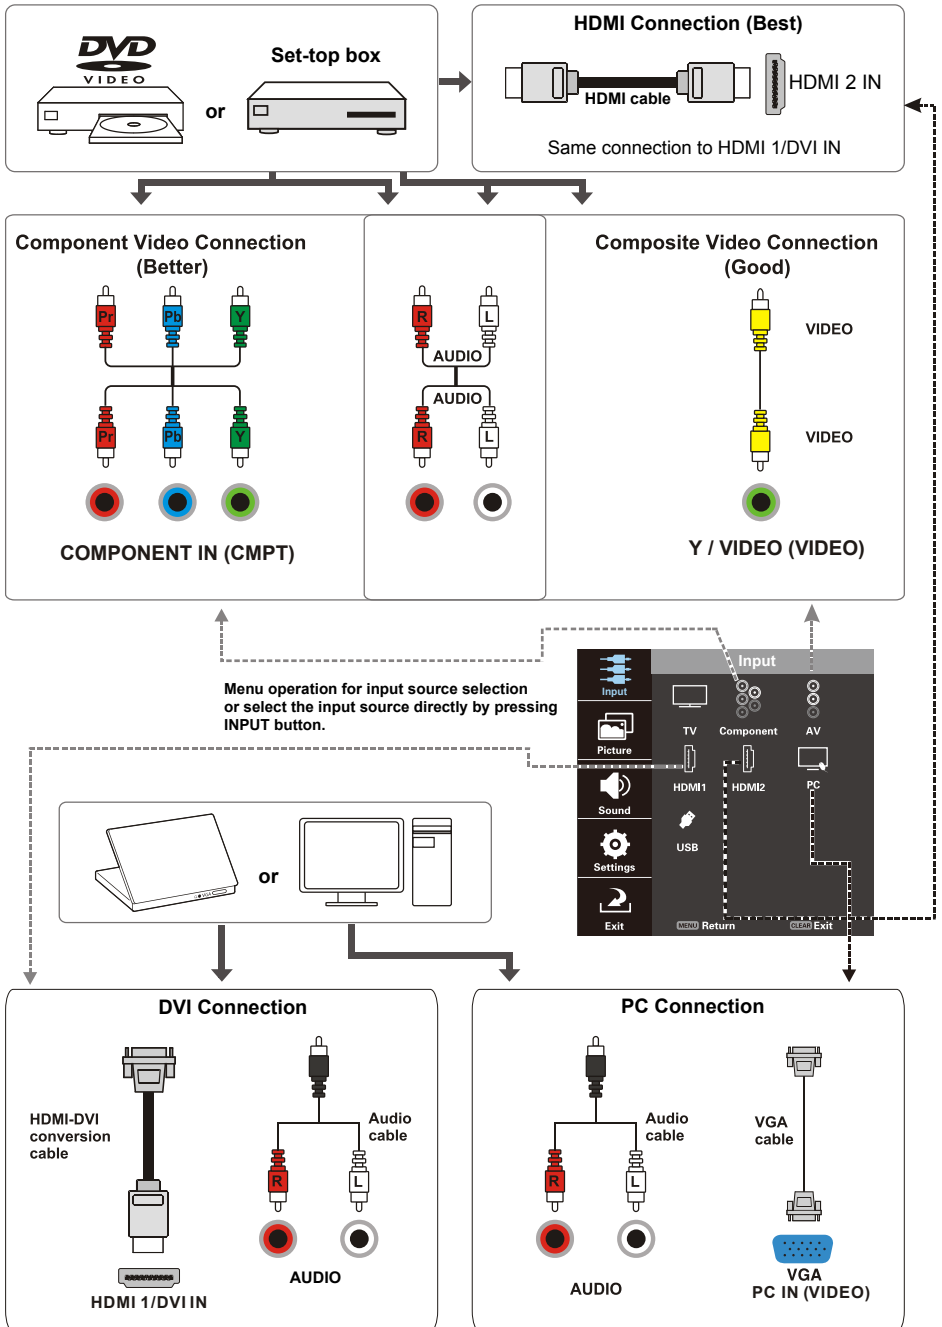 DVD
VIDEO
or
Set-top box
HDMI Connection (Best)
HDMI cable
HDMI 2 IN
Same connection to HDMI 1/DVI IN
Component Video Connection
(Better)
Pr
Pb
Y
Pr
Pb
Y
COMPONENT IN (CMPT)
R
L
AUDIO
AUDIO
R
L
Composite Video Connection
(Good)
VIDEO
VIDEO
Y / VIDEO (VIDEO)
Menu operation for input source selection
or select the input source directly by pressing
INPUT button.
Input
Picture
Sound
Settings
Exit
Input
TV
Component
AV
HDMI1
HDMI2
PC
USB
MENU Return
CLEAR Exit
or
VGA
DVI Connection
HDMI-DVI
conversion
cable
HDMI 1/DVI IN
Audio
cable
R
L
AUDIO
PC Connection
Audio
cable
R
L
AUDIO
VGA
cable
VGA
PC IN (VIDEO)